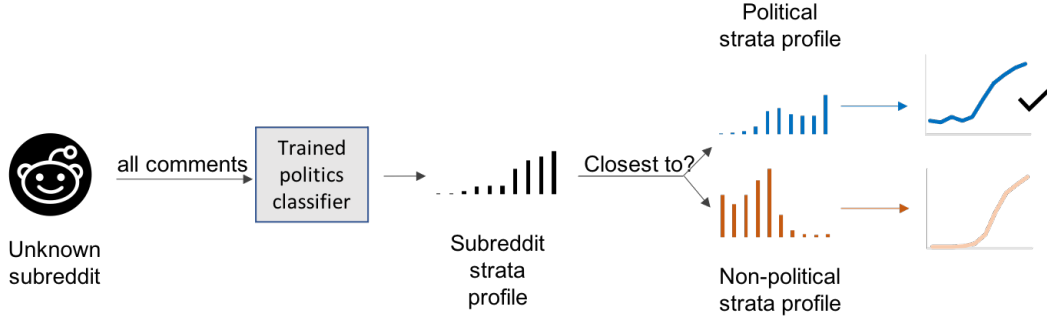 Political
strata profile
all comments
Trained
politics
classifier
Closest to?
Unknown
subreddit
Subreddit
strata
profile
Non-political
strata profile